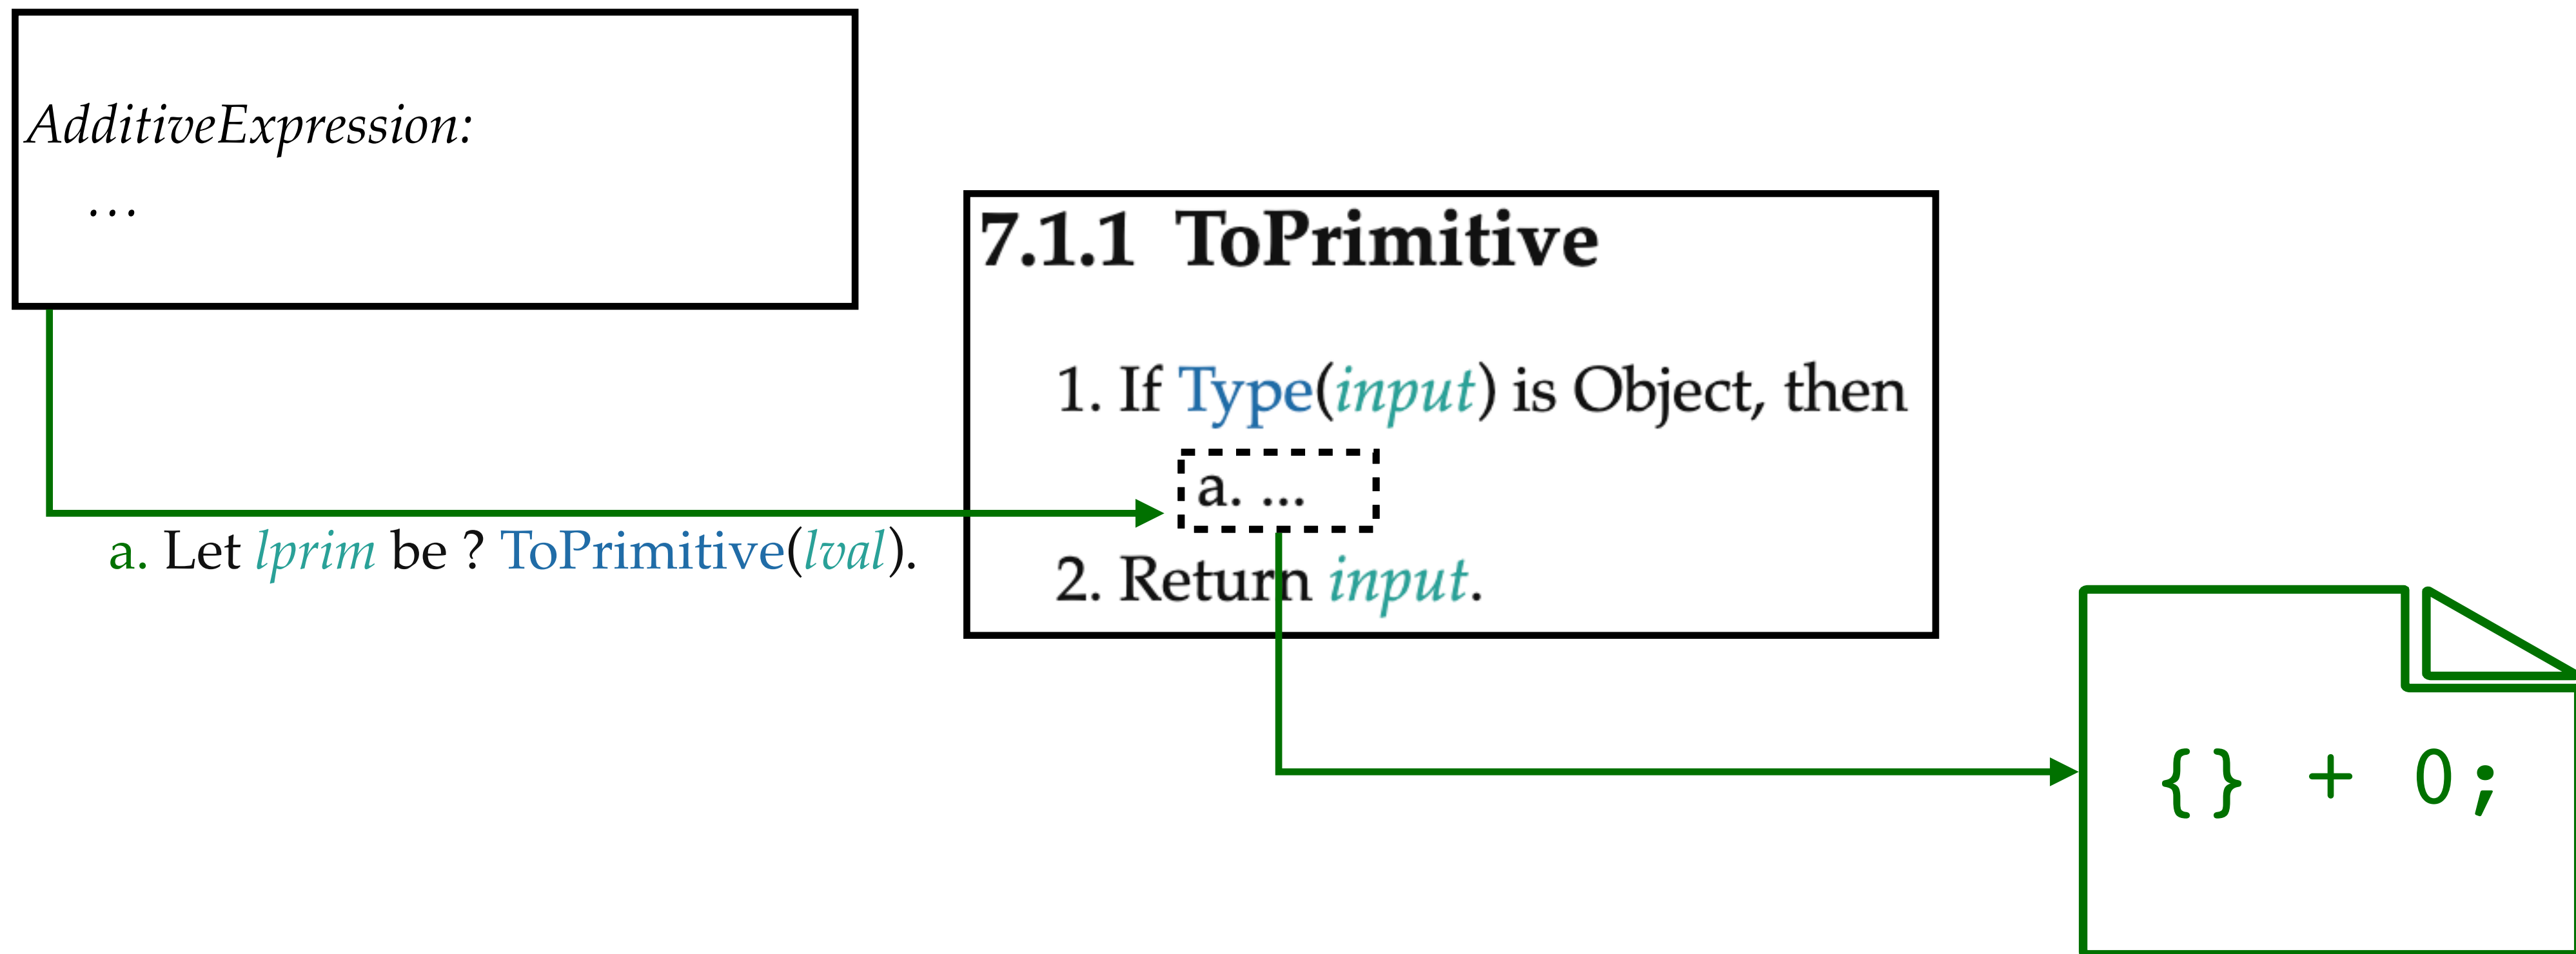 AdditiveExpression:
...
7.1.1 ToPrimitive
1. If Type(input) is Object, then
a. ...
a. Let lprim be ? ToPrimitive(lval).
2. Return input.
{} + 0;